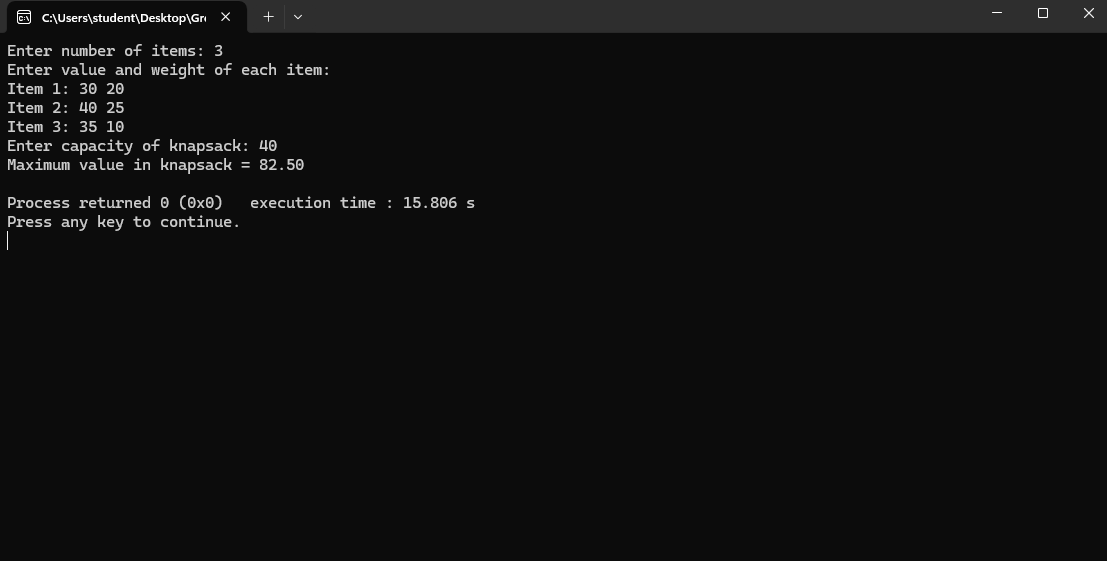 C:\Users\student\Desktop\Gr
Enter number of items: 3
Enter value and weight of each item:
Item 1: 30 20
Item 2: 40 25
Item 3: 35 10
Enter capacity of knapsack: 40
Maximum value in knapsack = 82.50
Process returned 0 (0x0)   execution time : 15.806 s
Press any key to continue.